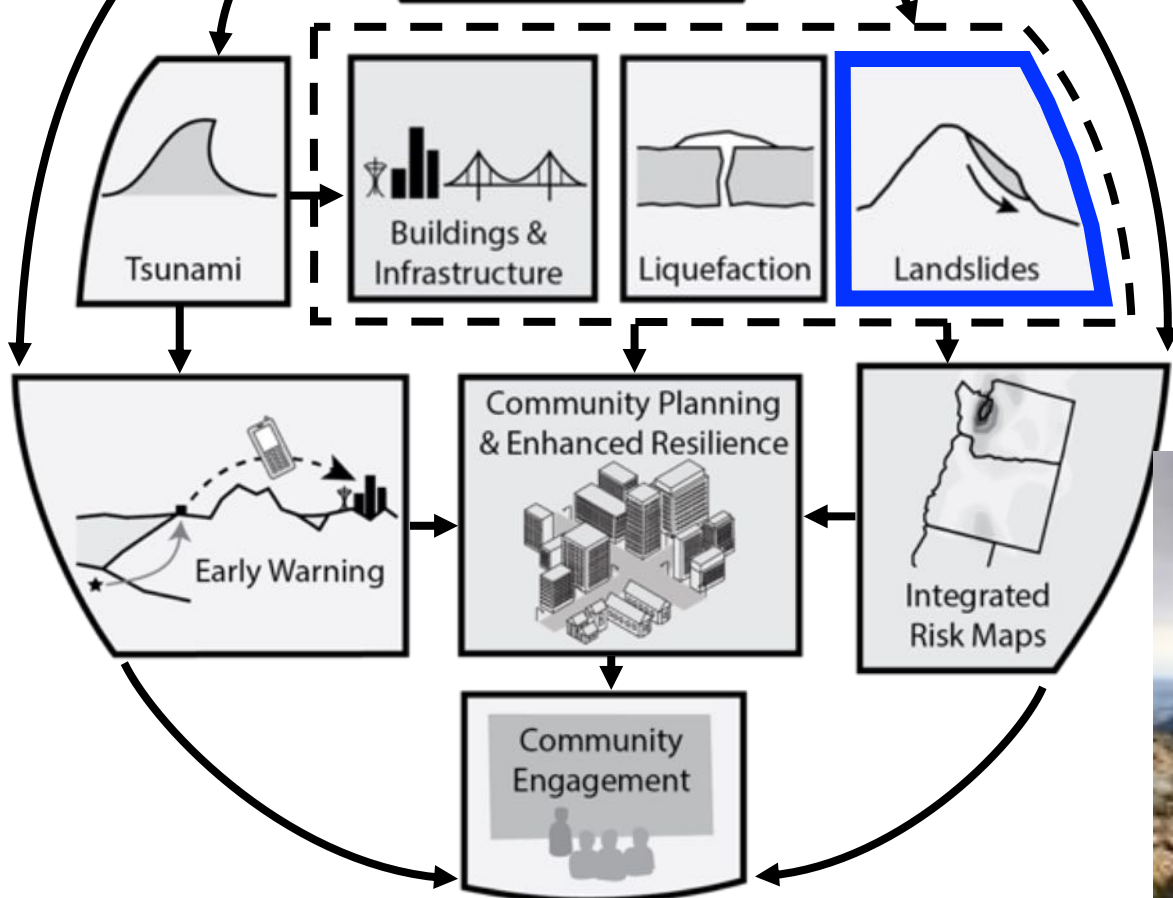 Tsunami
Buildings &
Infrastructure
Liquefaction
Landslides
Early Warning
Community Planning
& Enhanced Resilience
Integrated
Risk Maps
Community
Engagement